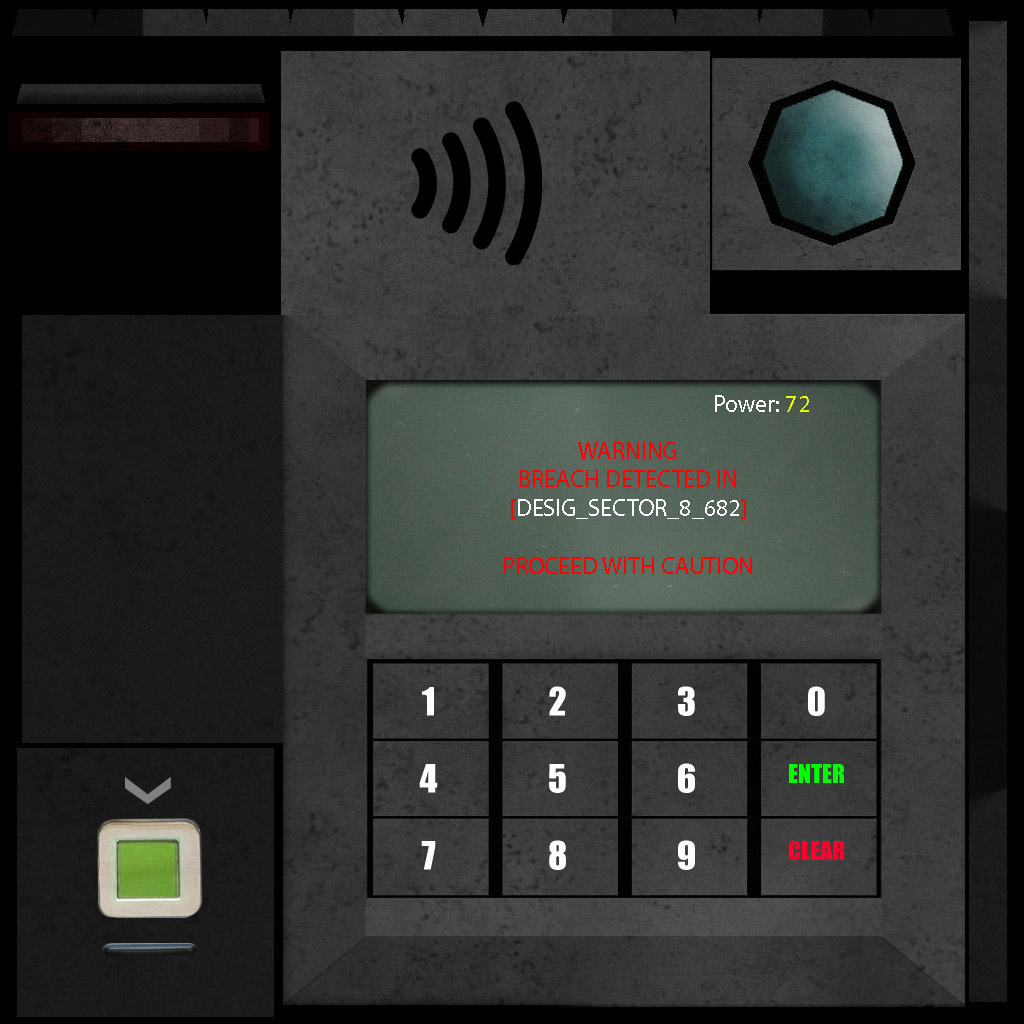 Power: 72
WARNING
BREACH DETECTED IN
[DESIG_SECTOR_8_682]
PROCEED WITH CAUTION
1 2 3 0
4 5 6 ENTER
7 8 9 CLEAR